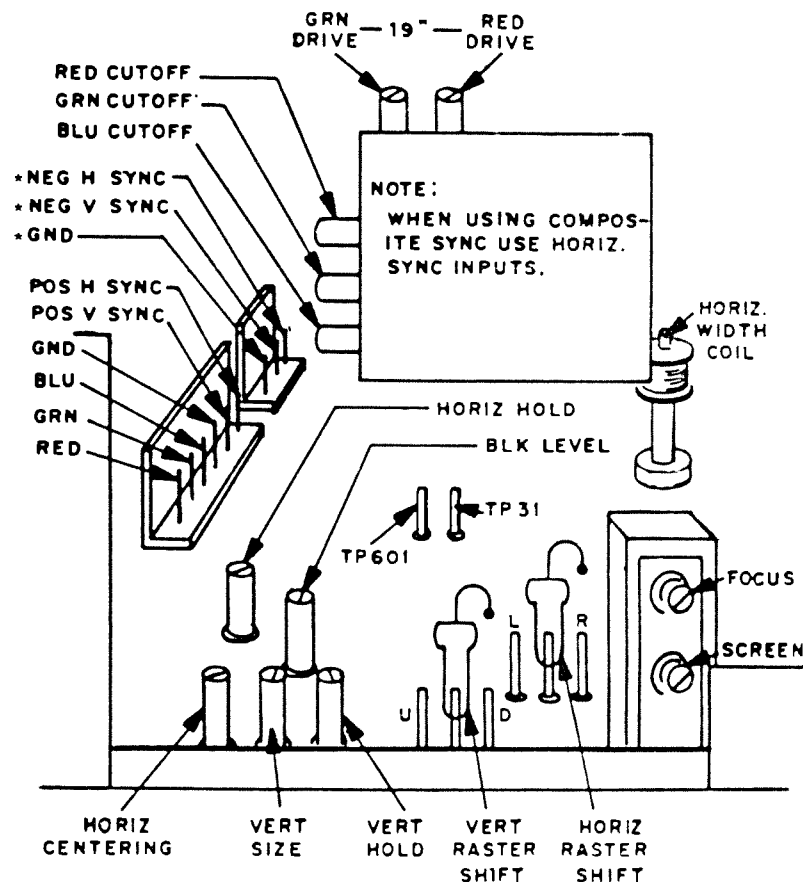 GRN DRIVE
19"
RED DRIVE
RED CUTOFF
GRN CUTOFF
BLU CUTOFF
*NEG H SYNC
*NEG V SYNC
*GND
POS H SYNC
POS V SYNC
GND
BLU
GRN
RED
NOTE:
WHEN USING COMPOS-
ITE SYNC USE HORIZ.
SYNC INPUTS.
HORIZ.
WIDTH
COIL
HORIZ HOLD
BLK LEVEL
TP601
TP31
L
R
U
D
FOCUS
SCREEN
HORIZ
CENTERING
VERT
SIZE
VERT
HOLD
VERT
RASTER
SHIFT
HORIZ
RASTER
SHIFT